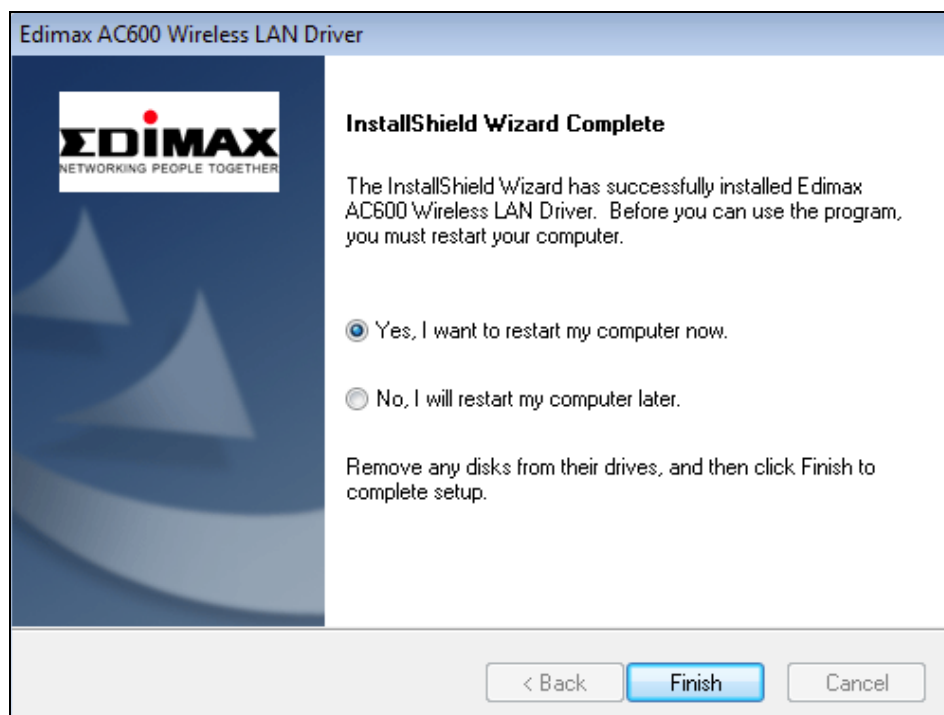 Edimax AC600 Wireless LAN Driver
EDIMAX
NETWORKING PEOPLE TOGETHER
InstallShield Wizard Complete
The InstallShield Wizard has successfully installed Edimax
AC600 Wireless LAN Driver. Before you can use the program,
you must restart your computer.
Yes, I want to restart my computer now.
No, I will restart my computer later.
Remove any disks from their drives, and then click Finish to
complete setup.
< Back
Finish
Cancel